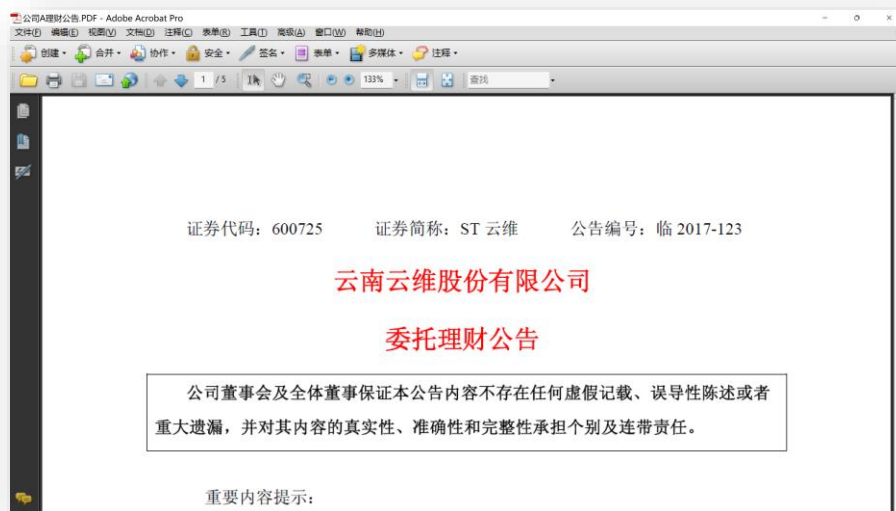 公司A理财公告.PDF - Adobe Acrobat Pro
文件(F) 编辑(E) 视图(V) 文档(D) 注释(C) 表单(R) 工具(T) 高级(A) 窗口(W) 帮助(H)
创建 合并 协作 安全 签名 表单 多媒体 注释
1 / 5 133% 查找
证券代码：600725 证券简称：ST 云维 公告编号：临 2017-123
云南云维股份有限公司
委托理财公告
公司董事会及全体董事保证本公告内容不存在任何虚假记载、误导性陈述或者
重大遗漏，并对其内容的真实性、准确性和完整性承担个别及连带责任。
重要内容提示：